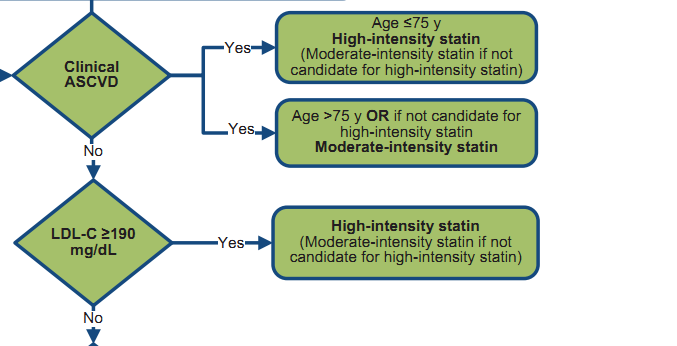 Age ≤75 y
High-intensity statin
(Moderate-intensity statin if not
candidate for high-intensity statin)
Yes
Clinical
ASCVD
Yes
Age >75 y OR if not candidate for
high-intensity statin
Moderate-intensity statin
No
LDL-C ≥190
mg/dL
Yes
High-intensity statin
(Moderate-intensity statin if not
candidate for high-intensity statin)
No